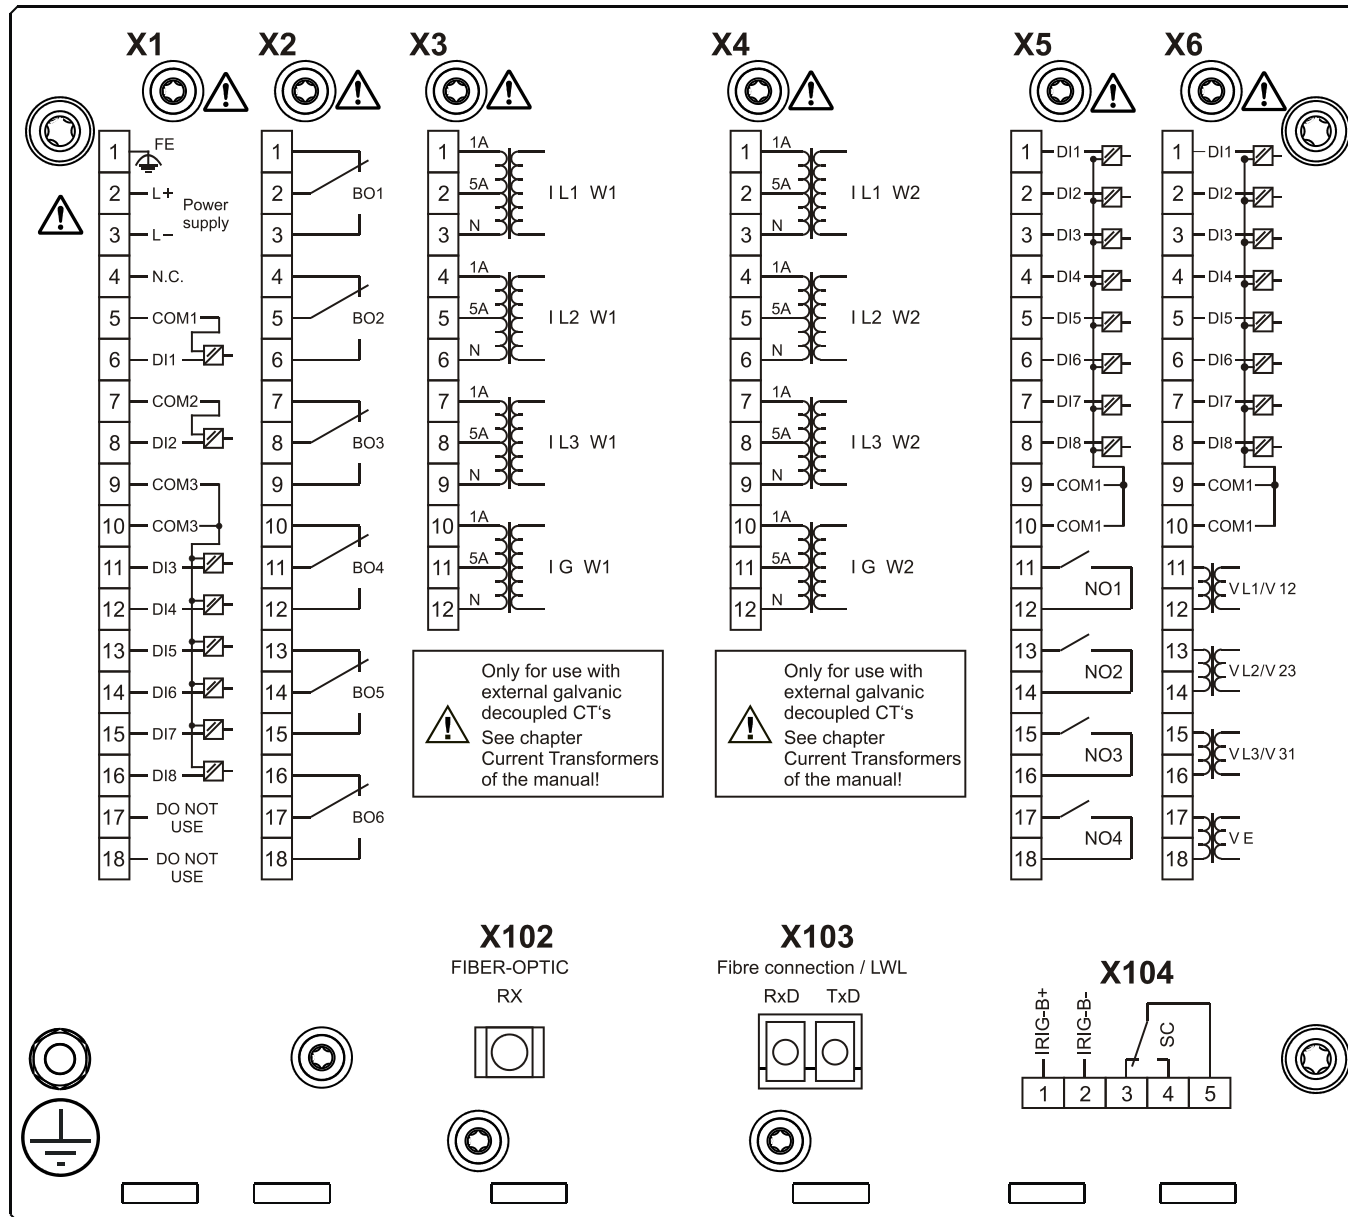 X1 X2 X3 X4 X5 X6
1 FE
2 L+
Power
supply
3 L–
4 N.C.
5 COM1
6 DI1
7 COM2
8 DI2
9 COM3
10 COM3
11 DI3
12 DI4
13 DI5
14 DI6
15 DI7
16 DI8
17 DO NOT
USE
18 DO NOT
USE
1
2 BO1
3
4
5 BO2
6
7
8 BO3
9
10
11 BO4
12
13
14 BO5
15
16
17 BO6
18
1 1A
2 5A I L1 W1
3 N
4 1A
5 5A I L2 W1
6 N
7 1A
8 5A I L3 W1
9 N
10 1A
11 5A I G W1
12 N
Only for use with
external galvanic
decoupled CT‘s
See chapter
Current Transformers
of the manual!
1 1A
2 5A I L1 W2
3 N
4 1A
5 5A I L2 W2
6 N
7 1A
8 5A I L3 W2
9 N
10 1A
11 5A I G W2
12 N
Only for use with
external galvanic
decoupled CT‘s
See chapter
Current Transformers
of the manual!
1 DI1
2 DI2
3 DI3
4 DI4
5 DI5
6 DI6
7 DI7
8 DI8
9 COM1
10 COM1
11
NO1
12
13
NO2
14
15
NO3
16
17
NO4
18
1 DI1
2 DI2
3 DI3
4 DI4
5 DI5
6 DI6
7 DI7
8 DI8
9 COM1
10 COM1
11
V L1/V 12
12
13
V L2/V 23
14
15
V L3/V 31
16
17
V E
18
X102
FIBER-OPTIC
RX
X103
Fibre connection / LWL
RxD TxD
X104
IRIG-B+
IRIG-B-
SC
1 2 3 4 5